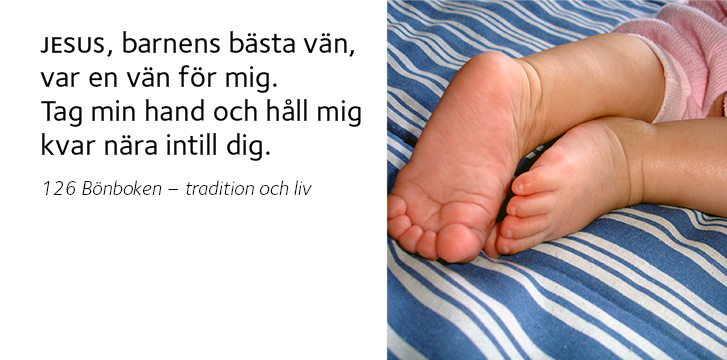 JESUS, barnens bästa vän,
var en vän för mig.
Tag min hand och håll mig
kvar nära intill dig.
126 Bönboken – tradition och liv